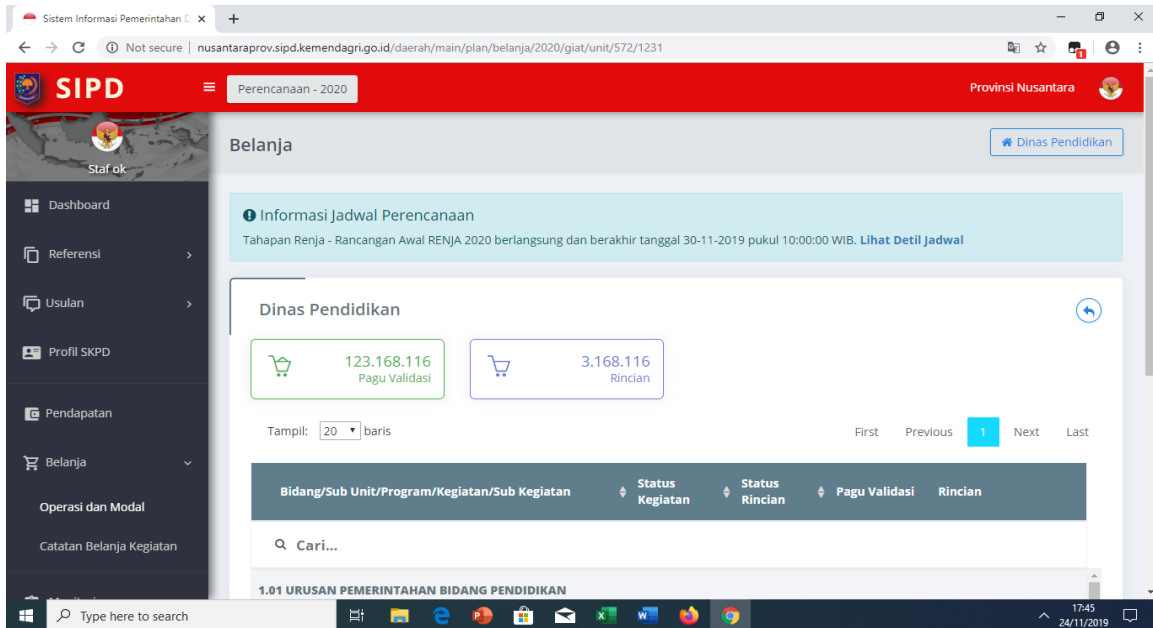 Sistem Informasi Pemerintahan D
Not secure | nusantaraprov.sipd.kemendagri.go.id/daerah/main/plan/belanja/2020/giat/unit/572/1231
1
SIPD
Perencanaan - 2020
Provinsi Nusantara
Staf ok
Belanja
Dinas Pendidikan
Dashboard
Referensi
Usulan
Profil SKPD
Pendapatan
Belanja
Operasi dan Modal
Catatan Belanja Kegiatan
Informasi Jadwal Perencanaan
Tahapan Renja - Rancangan Awal RENJA 2020 berlangsung dan berakhir tanggal 30-11-2019 pukul 10:00:00 WIB. Lihat Detil Jadwal
Dinas Pendidikan
123.168.116
Pagu Validasi
3.168.116
Rincian
Tampil: 20 baris
First Previous 1 Next Last
Bidang/Sub Unit/Program/Kegiatan/Sub Kegiatan
Status Kegiatan
Status Rincian
Pagu Validasi
Rincian
Cari...
1.01 URUSAN PEMERINTAHAN BIDANG PENDIDIKAN
Type here to search
17:45
24/11/2019